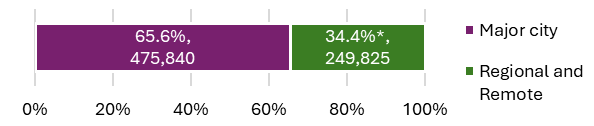 65.6%,
475,840
34.4%*,
249,825
Major city
Regional and
Remote
0% 20% 40% 60% 80% 100%